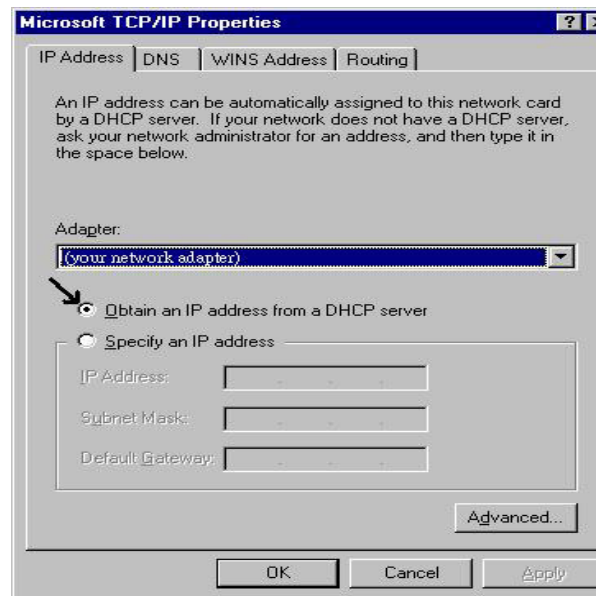 Microsoft TCP/IP Properties
IP Address DNS WINS Address Routing
An IP address can be automatically assigned to this network card
by a DHCP server. If your network does not have a DHCP server,
ask your network administrator for an address, and then type it in
the space below.
Adapter:
(your network adapter)
Obtain an IP address from a DHCP server
Specify an IP address
IP Address:
Subnet Mask:
Default Gateway:
Advanced...
OK Cancel Apply